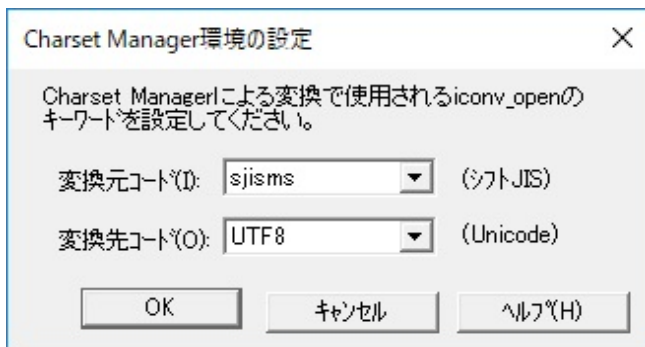 Charset Manager環境の設定
Charset Managerによる変換で使用されるiconv_openの
ｷｰﾜｰﾄﾞを設定してください。
変換元ｺｰﾄﾞ(I): sjisms (ｼﾌﾄJIS)
変換先ｺｰﾄﾞ(O): UTF8 (Unicode)
OK ｷｬﾝｾﾙ ﾍﾙﾌﾟ(H)